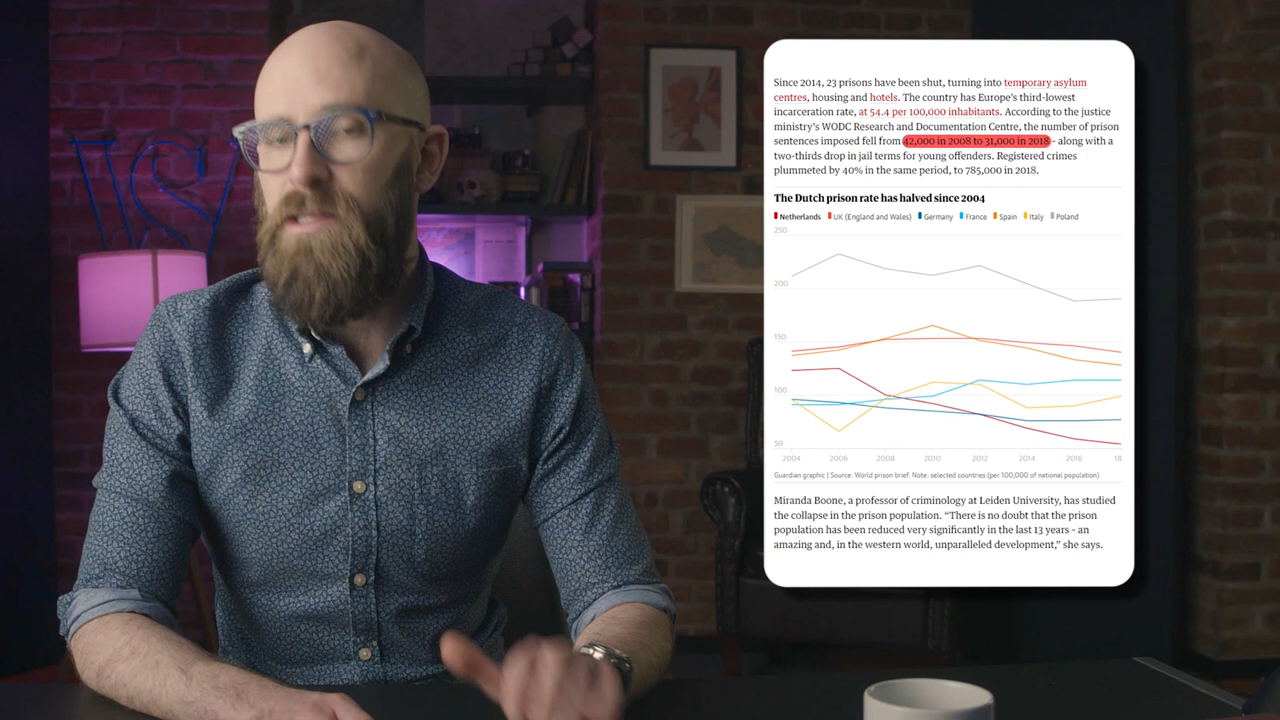 Since 2014, 23 prisons have been shut, turning into temporary asylum
centres, housing and hotels. The country has Europe's third-lowest
incarceration rate, at 54.4 per 100,000 inhabitants. According to the justice
ministry's WODC Research and Documentation Centre, the number of prison
sentences imposed fell from 42,000 in 2008 to 31,000 in 2018 - along with a
two-thirds drop in jail terms for young offenders. Registered crimes
plummeted by 40% in the same period, to 785,000 in 2018.
The Dutch prison rate has halved since 2004
Netherlands UK (England and Wales) Germany France Spain Italy Poland
250
200
150
100
50
2004 2006 2008 2010 2012 2014 2016 18
Guardian graphic | Source: World prison brief. Note: selected countries (per 100,000 of national population)
Miranda Boone, a professor of criminology at Leiden University, has studied
the collapse in the prison population. “There is no doubt that the prison
population has been reduced very significantly in the last 13 years - an
amazing and, in the western world, unparalleled development,” she says.